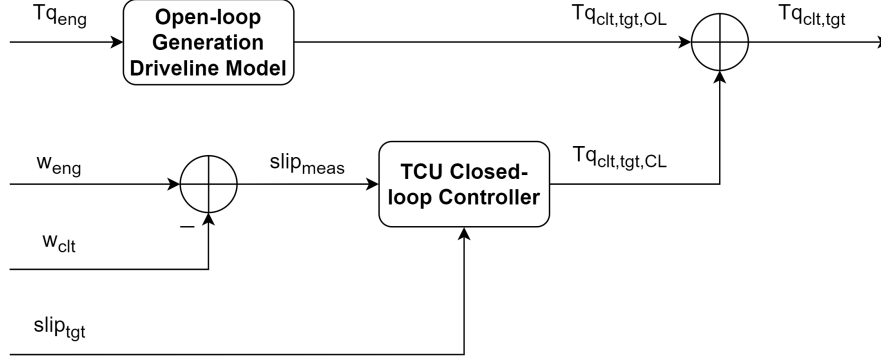 Tq_eng
Open-loop
Generation
Driveline Model
Tq_clt,tgt,OL
Tq_clt,tgt
w_eng
slip_meas
TCU Closed-
loop Controller
Tq_clt,tgt,CL
w_clt
–
slip_tgt